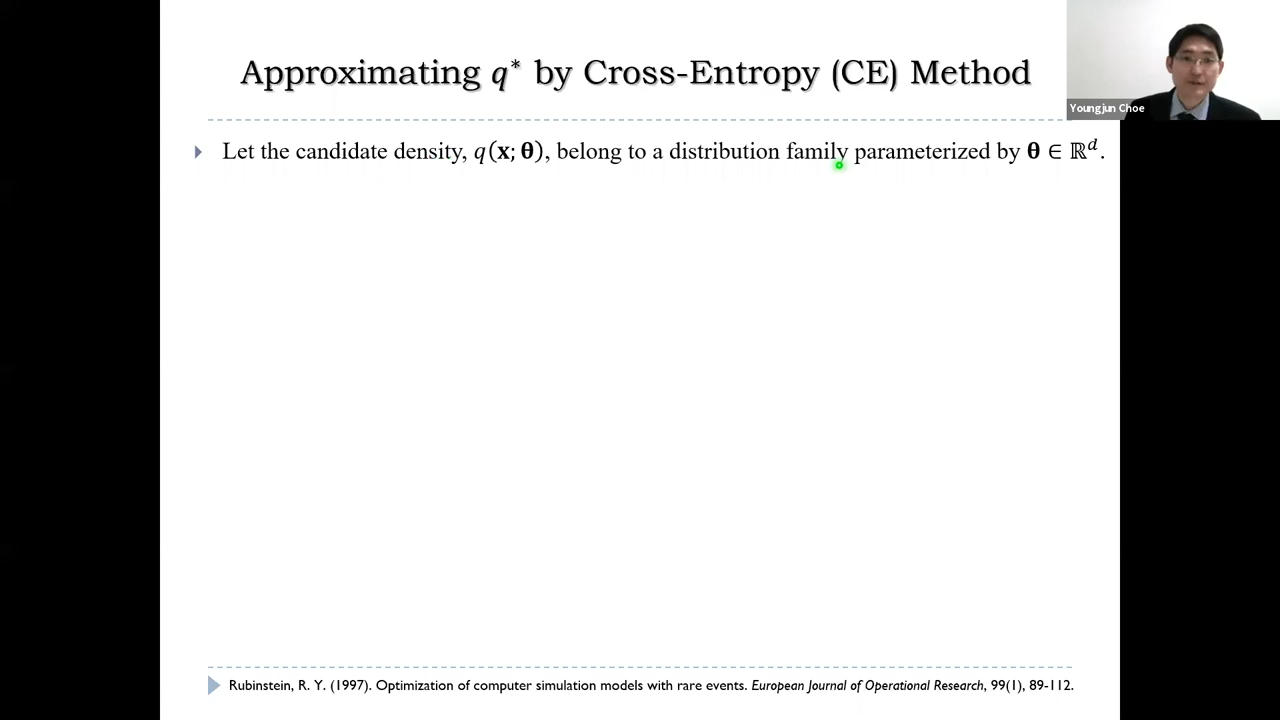 Approximating q* by Cross-Entropy (CE) Method
Youngjun Choe
Let the candidate density, q(x; θ), belong to a distribution family parameterized by θ ∈ ℝᵈ.
Rubinstein, R. Y. (1997). Optimization of computer simulation models with rare events. European Journal of Operational Research, 99(1), 89-112.